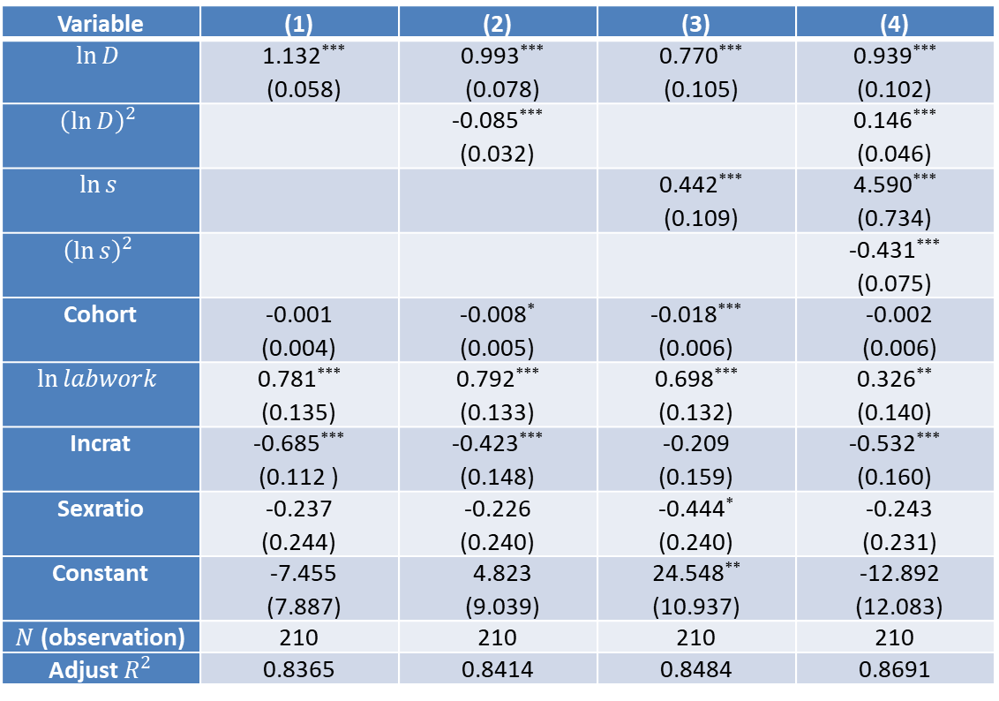 Variable (1) (2) (3) (4)
ln D 1.132*** 0.993*** 0.770*** 0.939***
(0.058) (0.078) (0.105) (0.102)
(ln D)² -0.085*** 0.146***
(0.032) (0.046)
ln s 0.442*** 4.590***
(0.109) (0.734)
(ln s)² -0.431***
(0.075)
Cohort -0.001 -0.008* -0.018*** -0.002
(0.004) (0.005) (0.006) (0.006)
ln labwork 0.781*** 0.792*** 0.698*** 0.326**
(0.135) (0.133) (0.132) (0.140)
Incrat -0.685*** -0.423*** -0.209 -0.532***
(0.112 ) (0.148) (0.159) (0.160)
Sexratio -0.237 -0.226 -0.444* -0.243
(0.244) (0.240) (0.240) (0.231)
Constant -7.455 4.823 24.548** -12.892
(7.887) (9.039) (10.937) (12.083)
N (observation) 210 210 210 210
Adjust R² 0.8365 0.8414 0.8484 0.8691